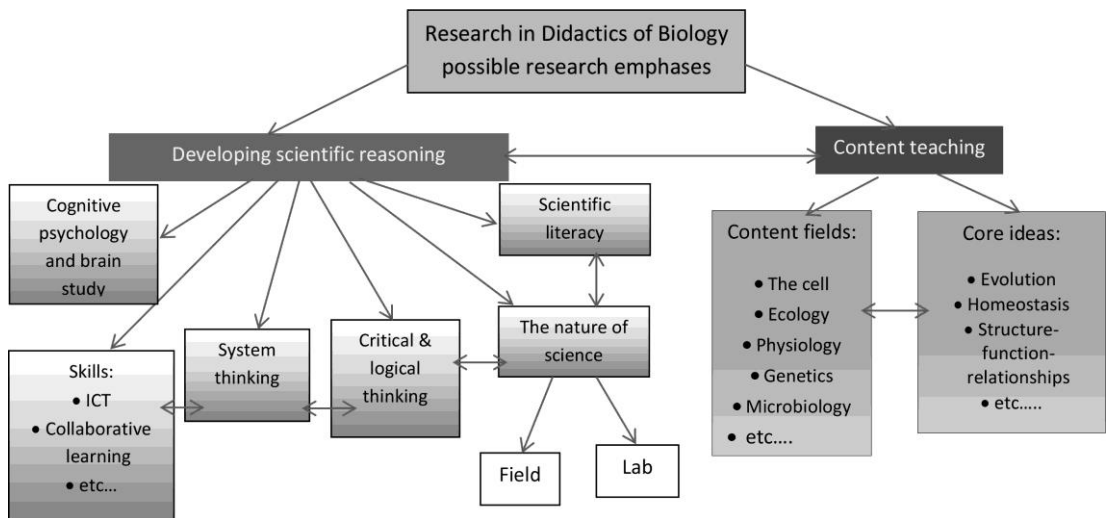 Research in Didactics of Biology
possible research emphases
Developing scientific reasoning
Content teaching
Cognitive
psychology
and brain
study
Scientific
literacy
Skills:
• ICT
• Collaborative
learning
• etc...
System
thinking
Critical &
logical
thinking
The nature of
science
Field
Lab
Content fields:
• The cell
• Ecology
• Physiology
• Genetics
• Microbiology
• etc....
Core ideas:
• Evolution
• Homeostasis
• Structure-
function-
relationships
• etc.....